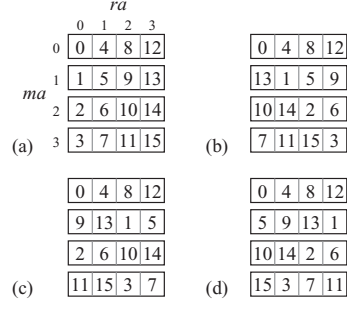 ra
0 1 2 3
0 0 4 8 12
1 1 5 9 13
ma
2 2 6 10 14
(a) 3 3 7 11 15
0 4 8 12
13 1 5 9
10 14 2 6
(b) 7 11 15 3
0 4 8 12
9 13 1 5
2 6 10 14
(c) 11 15 3 7
0 4 8 12
5 9 13 1
10 14 2 6
(d) 15 3 7 11